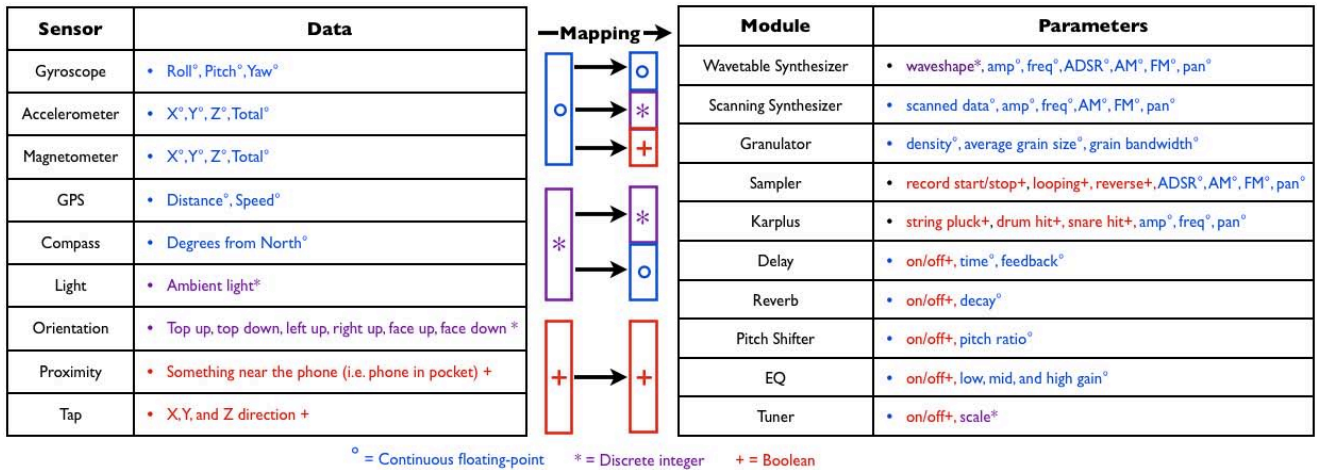 Sensor Data
Gyroscope • Roll°, Pitch°, Yaw°
Accelerometer • X°, Y°, Z°, Total°
Magnetometer • X°, Y°, Z°, Total°
GPS • Distance°, Speed°
Compass • Degrees from North°
Light • Ambient light*
Orientation • Top up, top down, left up, right up, face up, face down *
Proximity • Something near the phone (i.e. phone in pocket) +
Tap • X, Y, and Z direction +
Mapping
°
°
*
+
*
*
°
+
+
Module Parameters
Wavetable Synthesizer • waveshape*, amp°, freq°, ADSR°, AM°, FM°, pan°
Scanning Synthesizer • scanned data°, amp°, freq°, AM°, FM°, pan°
Granulator • density°, average grain size°, grain bandwidth°
Sampler • record start/stop+, looping+, reverse+, ADSR°, AM°, FM°, pan°
Karplus • string pluck+, drum hit+, snare hit+, amp°, freq°, pan°
Delay • on/off+, time°, feedback°
Reverb • on/off+, decay°
Pitch Shifter • on/off+, pitch ratio°
EQ • on/off+, low, mid, and high gain°
Tuner • on/off+, scale*
° = Continuous floating-point * = Discrete integer + = Boolean